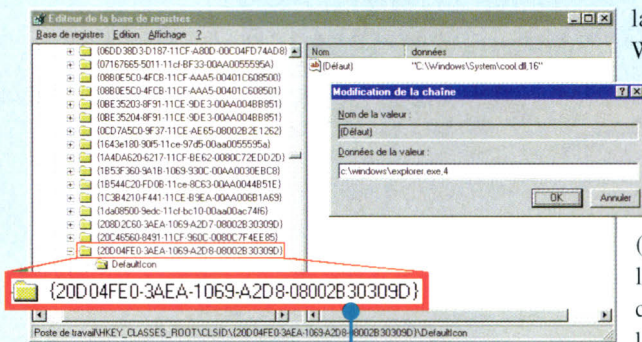 Editeur de la base de registres
Base de registres Edition Affichage ?
{06DD38D3-D187-11CF-A80D-00C04FD74AD8}
{07167665-5011-11cf-BF33-00AA0055595A}
{08B0E5C0-4FCB-11CF-AAA5-00401C608500}
{08B0E5C0-4FCB-11CF-AAA5-00401C608501}
{0BE35203-8F91-11CE-9DE3-00AA004BB851}
{0BE35204-8F91-11CE-9DE3-00AA004BB851}
{0CD7A5C0-9F37-11CE-AE65-08002B2E1262}
{1643e180-90f5-11ce-97d5-00aa0055595a}
{1A4DA620-6217-11CF-BE62-0080C72EDD2D}
{1B53F360-9A1B-1069-930C-00AA0030EBC8}
{1B544C20-FD0B-11ce-8C63-00AA0044B51E}
{1C3B4210-F441-11CE-B9EA-00AA006B1A69}
{1da08500-9edc-11cf-bc10-00aa00ac74f6}
{208D2C60-3AEA-1069-A2D7-08002B30309D}
{20C46560-8491-11CF-960C-0080C7F4EE85}
{20D04FE0-3AEA-1069-A2D8-08002B30309D}
DefaultIcon
Nom données
(Défaut) "C:\Windows\System\cool.dll,16"
Modification de la chaîne
Nom de la valeur :
(Défaut)
Données de la valeur :
c:\windows\explorer.exe,4
OK Annuler
{20D04FE0-3AEA-1069-A2D8-08002B30309D}
Poste de travail\HKEY_CLASSES_ROOT\CLSID\{20D04FE0-3AEA-1069-A2D8-08002B30309D}\DefaultIcon